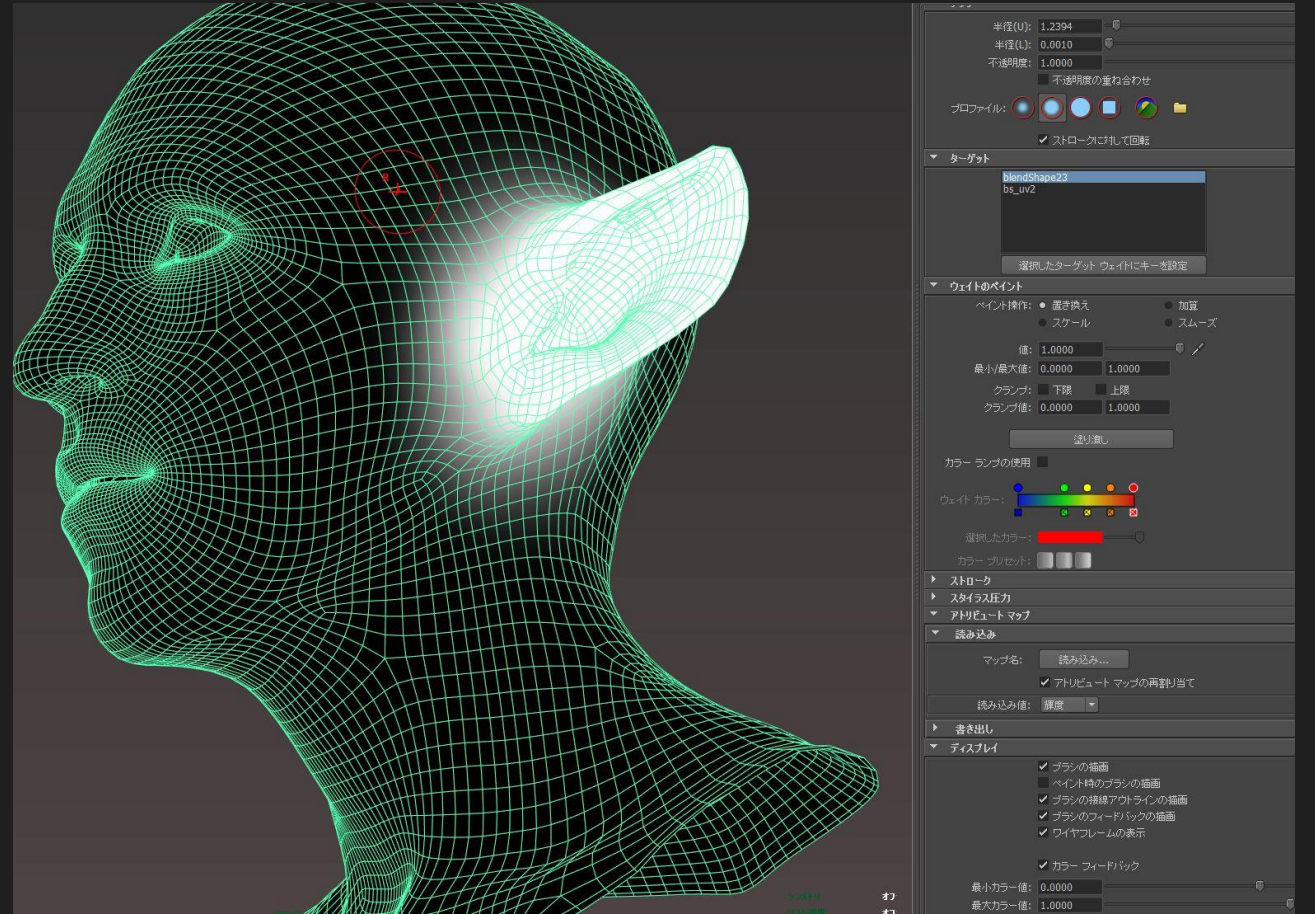 半径(U): 1.2394
半径(L): 0.0010
不透明度: 1.0000
不透明度の重ね合わせ
プロファイル:
ストロークに対して回転
ターゲット
blendShape23
bs_uv2
選択したターゲット ウェイトにキーを設定
ウェイトのペイント
ペイント操作: 置き換え 加算
スケール スムーズ
値: 1.0000
最小/最大値: 0.0000 1.0000
クランプ: 下限 上限
クランプ値: 0.0000 1.0000
塗り潰し
カラー ランプの使用
ウェイト カラー:
選択したカラー:
カラー プリセット:
ストローク
スタイラス圧力
アトリビュート マップ
読み込み
マップ名: 読み込み...
アトリビュート マップの再割り当て
読み込み値: 輝度
書き出し
ディスプレイ
ブラシの描画
ペイント時のブラシの描画
ブラシの接線アウトラインの描画
ブラシのフィードバックの描画
ワイヤフレームの表示
カラー フィードバック
最小カラー値: 0.0000
最大カラー値: 1.0000
オフ